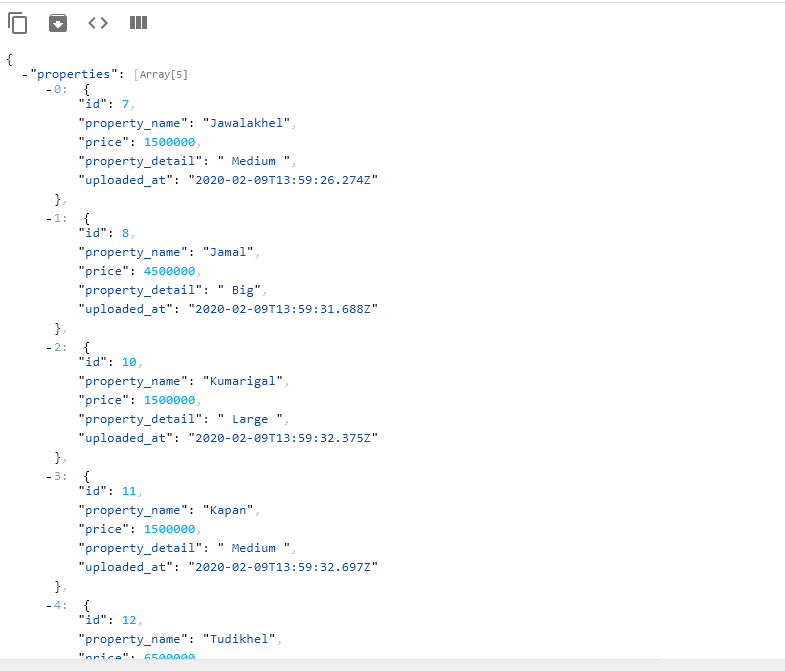 {
-"properties": [Array[5]
-0: {
"id": 7,
"property_name": "Jawalakhel",
"price": 1500000,
"property_detail": " Medium ",
"uploaded_at": "2020-02-09T13:59:26.274Z"
},
-1: {
"id": 8,
"property_name": "Jamal",
"price": 4500000,
"property_detail": " Big",
"uploaded_at": "2020-02-09T13:59:31.688Z"
},
-2: {
"id": 10,
"property_name": "Kumarigal",
"price": 1500000,
"property_detail": " Large ",
"uploaded_at": "2020-02-09T13:59:32.375Z"
},
-3: {
"id": 11,
"property_name": "Kapan",
"price": 1500000,
"property_detail": " Medium ",
"uploaded_at": "2020-02-09T13:59:32.697Z"
},
-4: {
"id": 12,
"property_name": "Tudikhel",
"price": 6500000